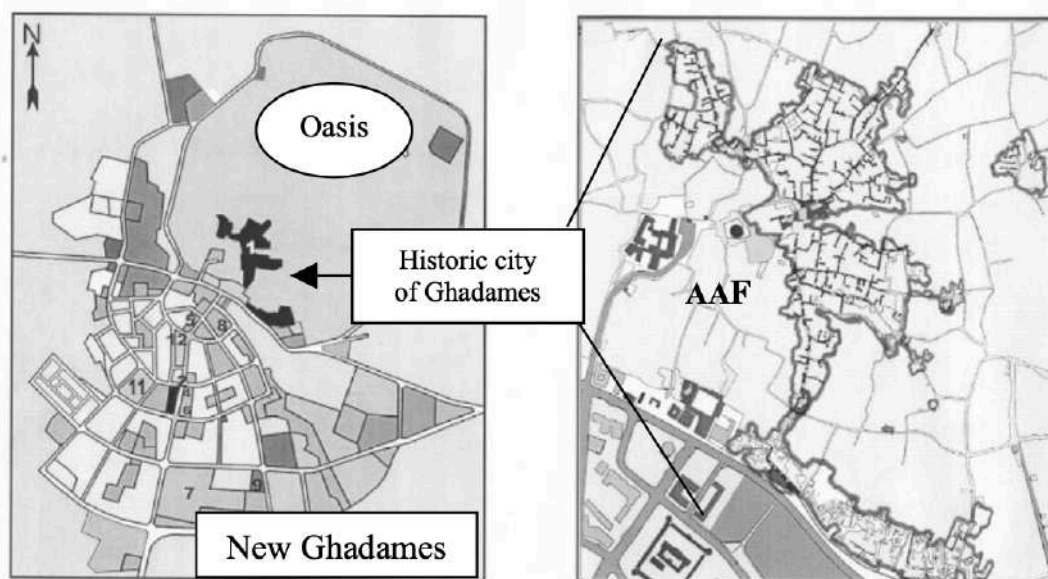 N
Oasis
Historic city
of Ghadames
AAF
5
8
12
11
7
9
New Ghadames